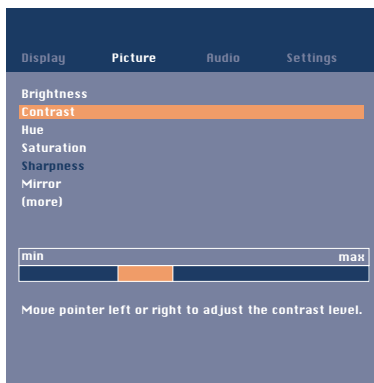 Display Picture Audio Settings
Brightness
Contrast
Hue
Saturation
Sharpness
Mirror
(more)
min max
Move pointer left or right to adjust the contrast level.